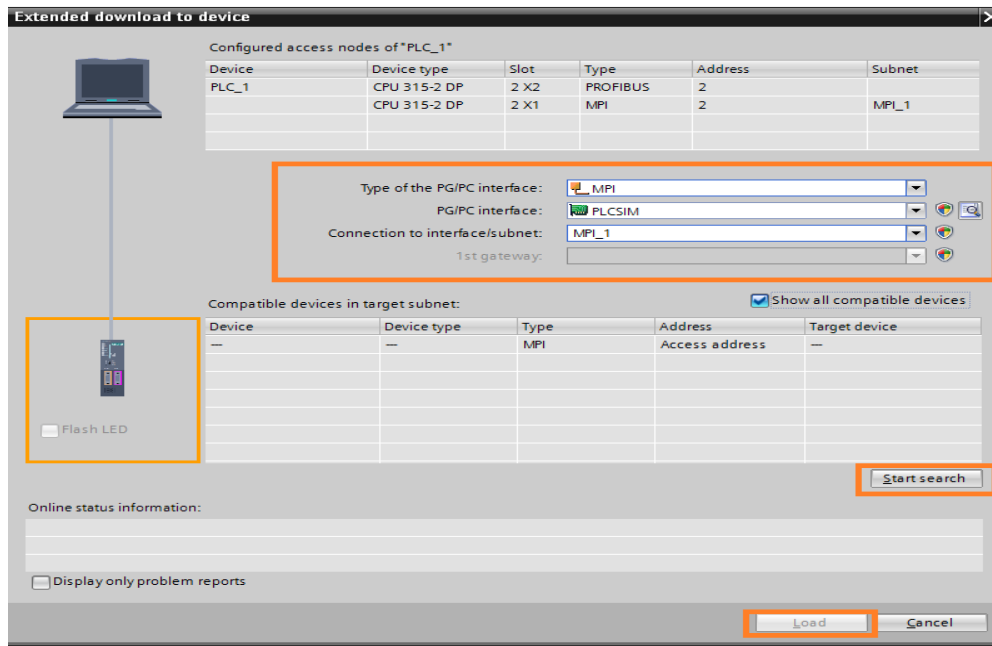 Extended download to device
Configured access nodes of "PLC_1"
Device Device type Slot Type Address Subnet
PLC_1 CPU 315-2 DP 2 X2 PROFIBUS 2
CPU 315-2 DP 2 X1 MPI 2 MPI_1
Type of the PG/PC interface: MPI
PG/PC interface: PLCSIM
Connection to interface/subnet: MPI_1
1st gateway:
Compatible devices in target subnet: Show all compatible devices
Device Device type Type Address Target device
— — MPI Access address —
Flash LED
Start search
Online status information:
Display only problem reports
Load Cancel